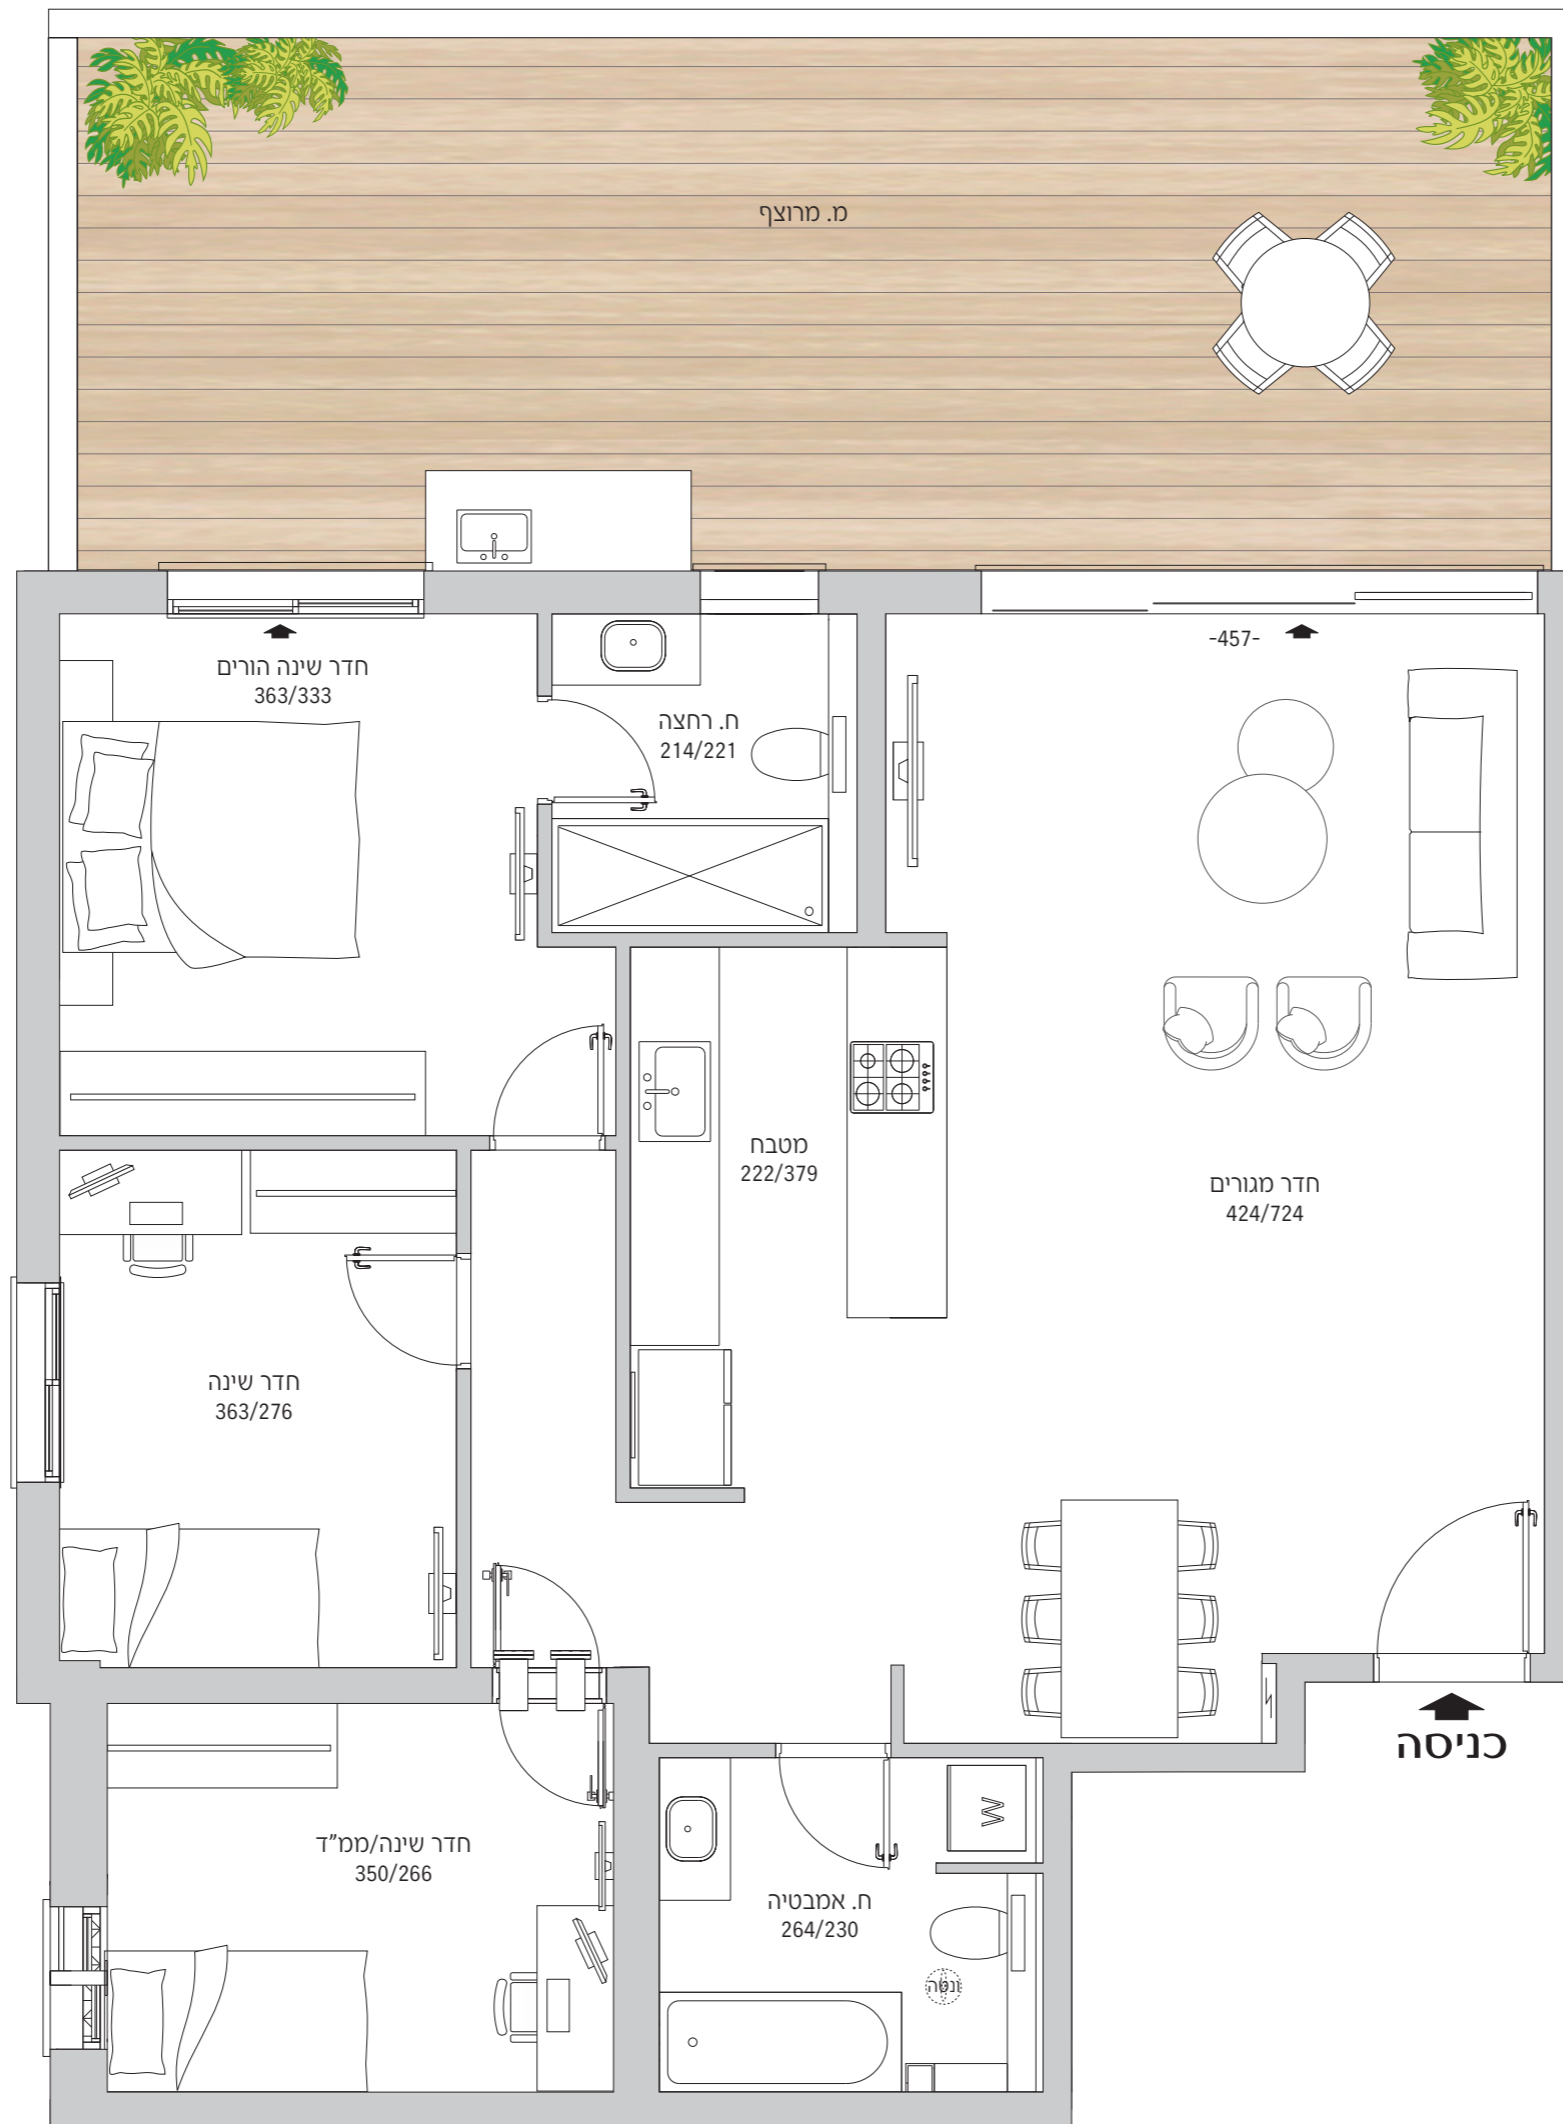 מ. מרוצף
-457-
חדר שינה הורים
363/333
ח. רחצה
214/221
מטבח
222/379
חדר מגורים
424/724
חדר שינה
363/276
כניסה
חדר שינה/ממ"ד
350/266
W
ח. אמבטיה
264/230
ונטה